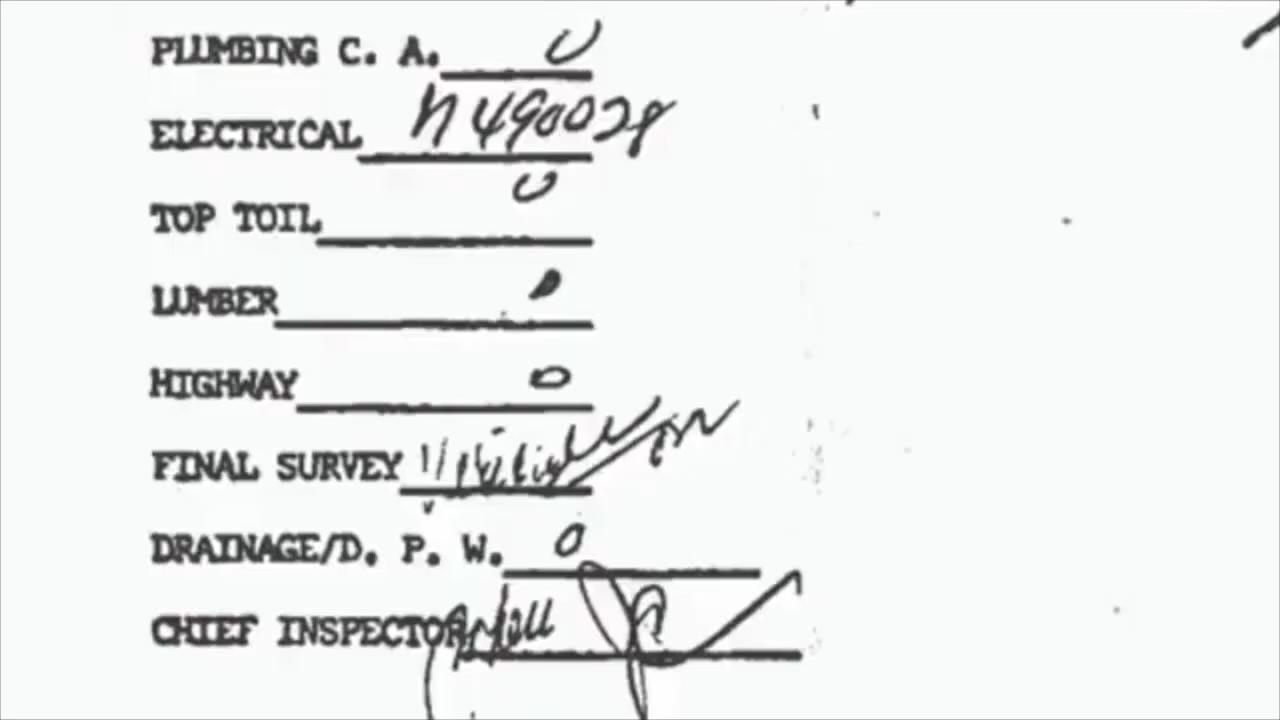 PLUMBING C. A. 0
ELECTRICAL N490028
TOP TOIL 0
LUMBER
HIGHWAY 0
FINAL SURVEY
DRAINAGE/D. P. W. 0
CHIEF INSPECTOR